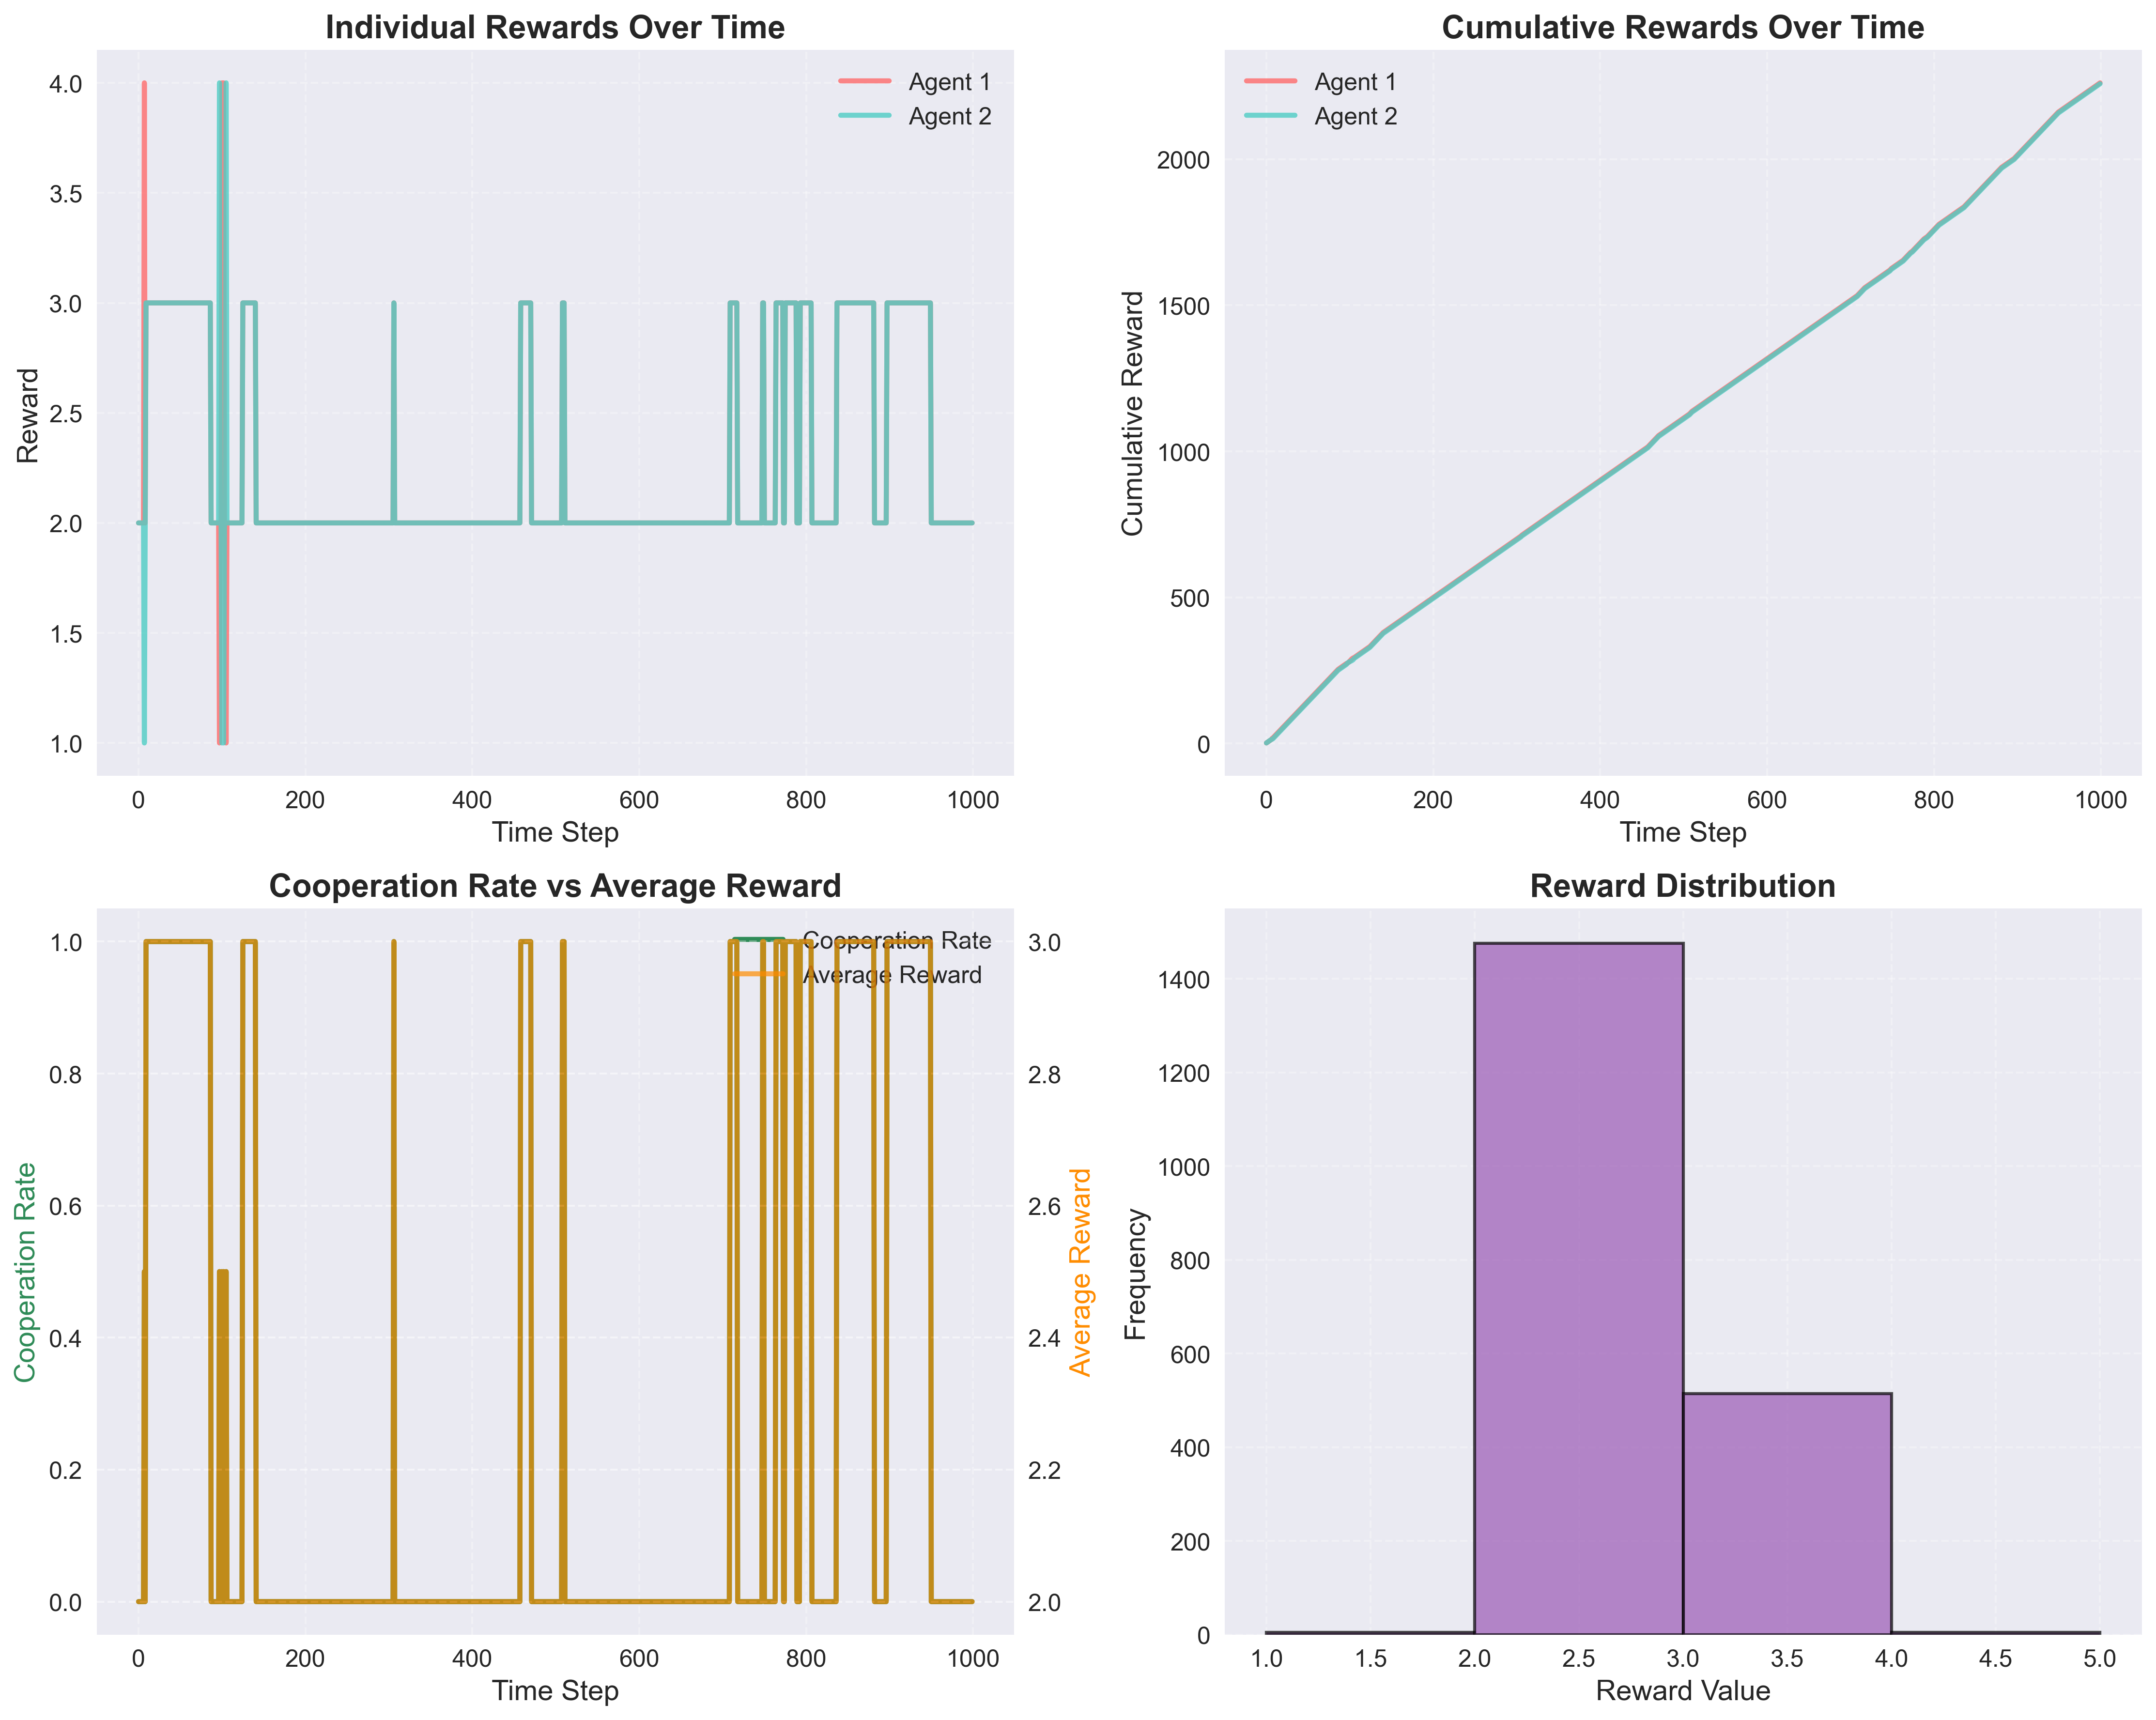 Individual Rewards Over Time
Agent 1
Agent 2
4.0
3.5
3.0
2.5
2.0
1.5
1.0
Reward
0 200 400 600 800 1000
Time Step
Cumulative Rewards Over Time
Agent 1
Agent 2
2000
1500
1000
500
0
Cumulative Reward
0 200 400 600 800 1000
Time Step
Cooperation Rate vs Average Reward
Cooperation Rate
Average Reward
1.0
0.8
0.6
0.4
0.2
0.0
Cooperation Rate
3.0
2.8
2.6
2.4
2.2
2.0
Average Reward
0 200 400 600 800 1000
Time Step
Reward Distribution
1400
1200
1000
800
600
400
200
0
Frequency
1.0 1.5 2.0 2.5 3.0 3.5 4.0 4.5 5.0
Reward Value